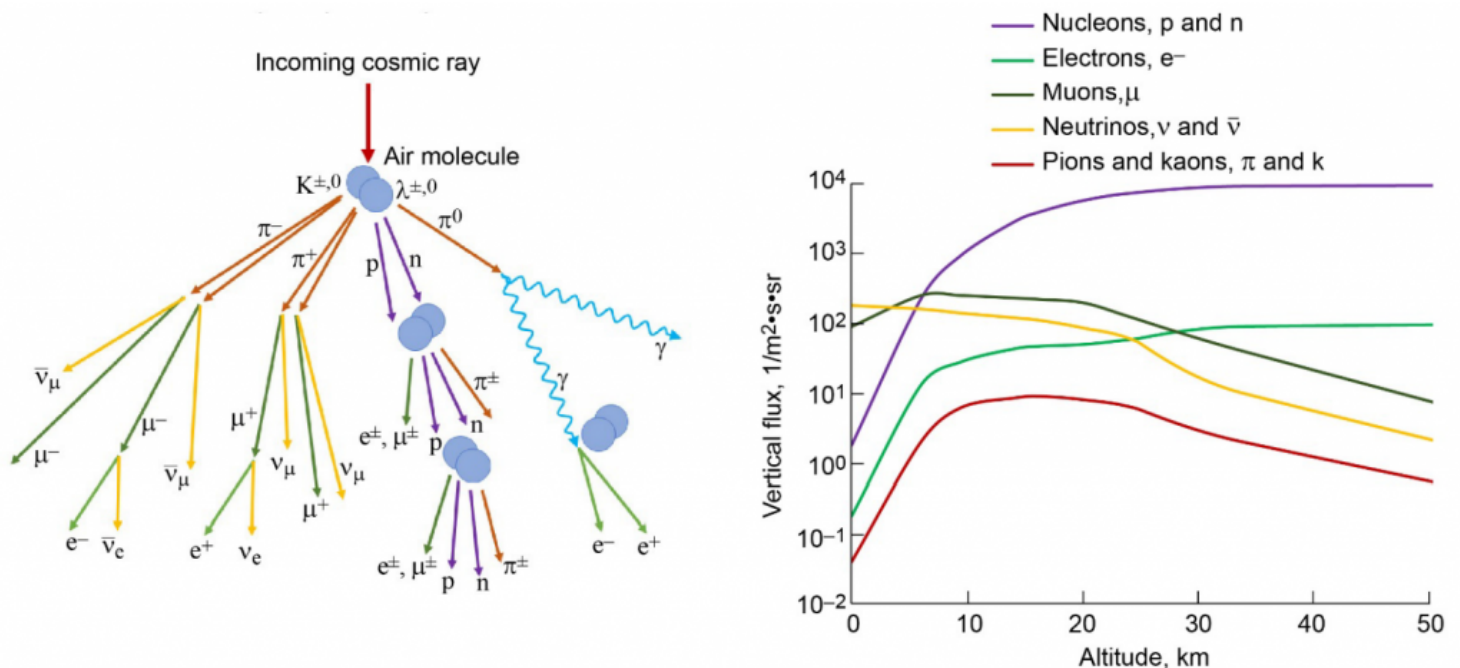 Incoming cosmic ray
Air molecule
K±,0
λ±,0
π−
π+
π0
p
n
ν̅μ
μ−
μ−
ν̅μ
μ+
νμ
μ+
νμ
e−
ν̅e
e+
νe
π±
e±, μ±
p
n
e±, μ±
p
n
π±
γ
γ
e−
e+
Nucleons, p and n
Electrons, e−
Muons,μ
Neutrinos,ν and ν̅
Pions and kaons, π and k
Vertical flux, 1/m2•s•sr
104
103
102
101
100
10−1
10−2
0
10
20
30
40
50
Altitude, km